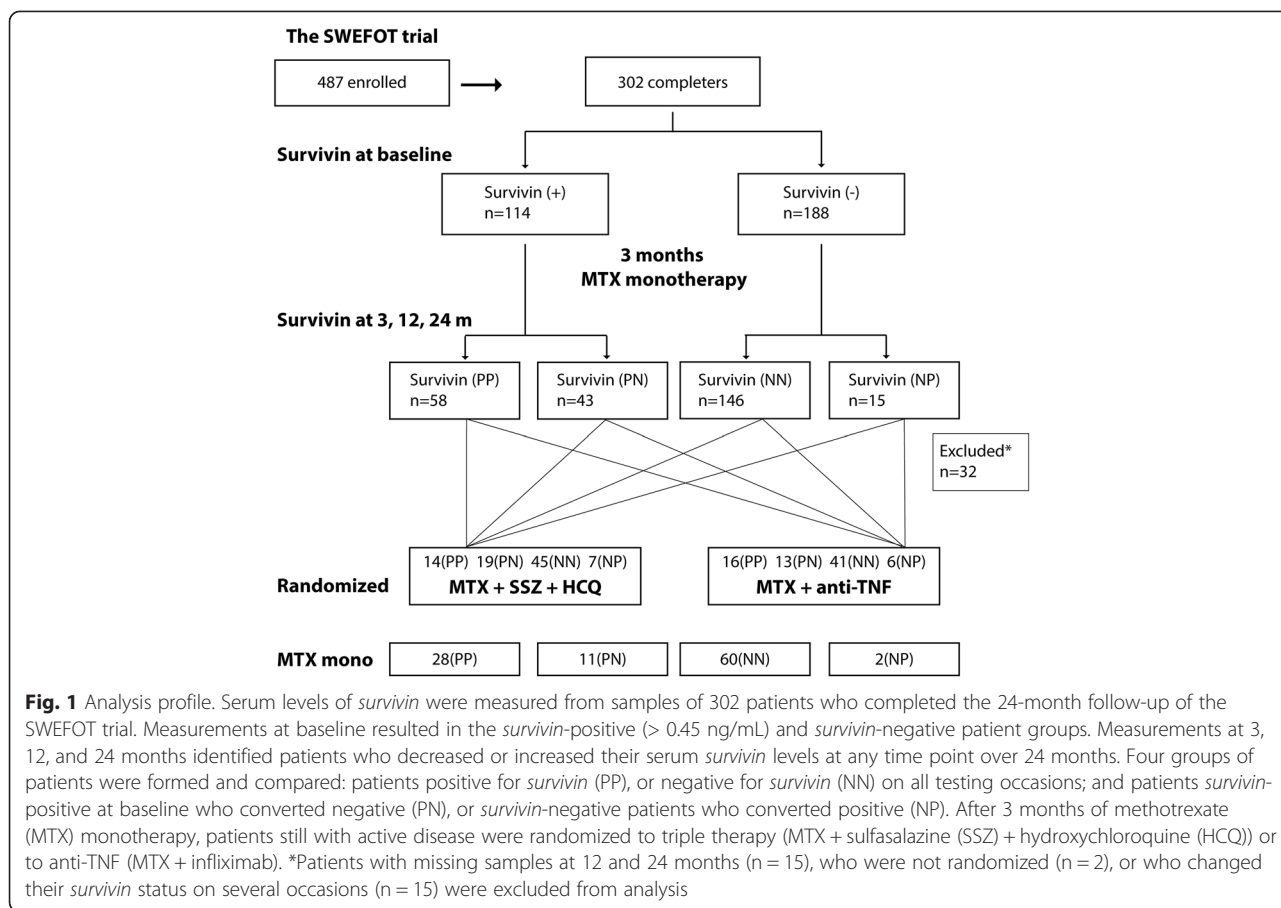 The SWEFOT trial
487 enrolled
302 completers
Survivin at baseline
Survivin (+)
n=114
Survivin (-)
n=188
3 months
MTX monotherapy
Survivin at 3, 12, 24 m
Survivin (PP)
n=58
Survivin (PN)
n=43
Survivin (NN)
n=146
Survivin (NP)
n=15
Excluded*
n=32
Randomized
14(PP) 19(PN) 45(NN) 7(NP)
MTX + SSZ + HCQ
16(PP) 13(PN) 41(NN) 6(NP)
MTX + anti-TNF
MTX mono
28(PP)
11(PN)
60(NN)
2(NP)
Fig. 1 Analysis profile. Serum levels of survivin were measured from samples of 302 patients who completed the 24-month follow-up of the
SWEFOT trial. Measurements at baseline resulted in the survivin-positive (> 0.45 ng/mL) and survivin-negative patient groups. Measurements at 3,
12, and 24 months identified patients who decreased or increased their serum survivin levels at any time point over 24 months. Four groups of
patients were formed and compared: patients positive for survivin (PP), or negative for survivin (NN) on all testing occasions; and patients survivin-
positive at baseline who converted negative (PN), or survivin-negative patients who converted positive (NP). After 3 months of methotrexate
(MTX) monotherapy, patients still with active disease were randomized to triple therapy (MTX + sulfasalazine (SSZ) + hydroxychloroquine (HCQ)) or
to anti-TNF (MTX + infliximab). *Patients with missing samples at 12 and 24 months (n = 15), who were not randomized (n = 2), or who changed
their survivin status on several occasions (n = 15) were excluded from analysis